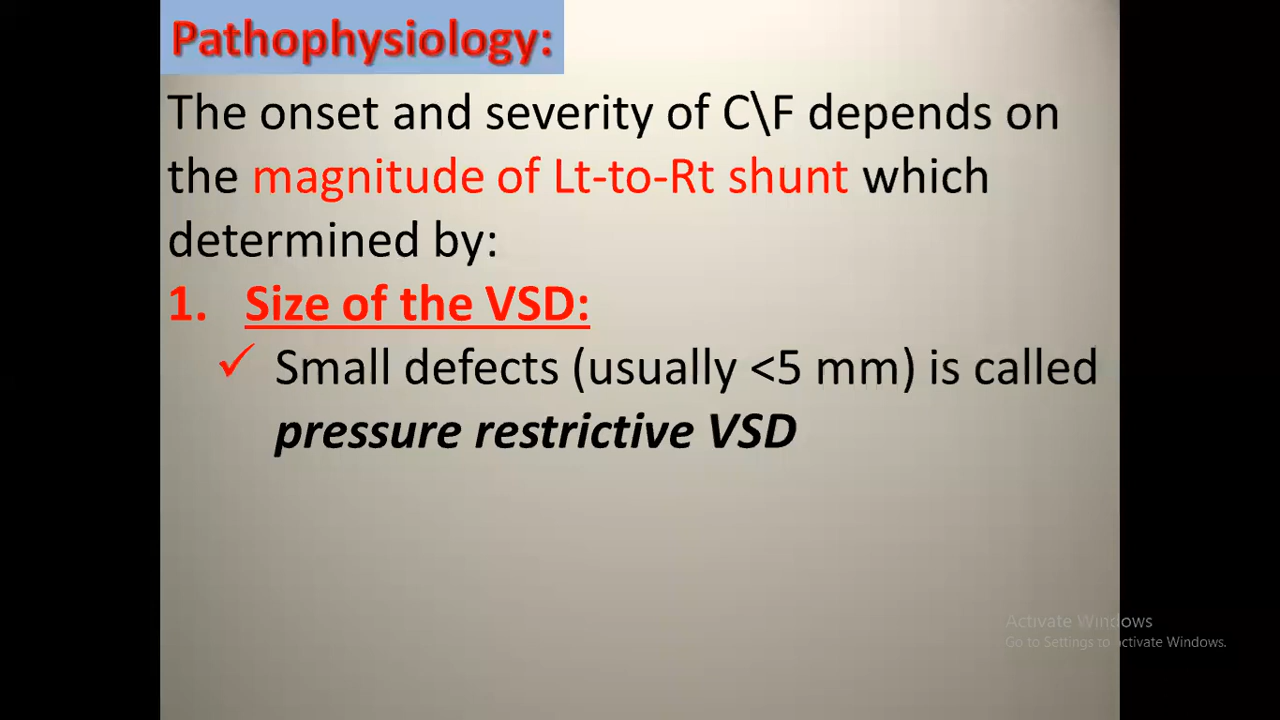 Pathophysiology:
The onset and severity of C\F depends on
the magnitude of Lt-to-Rt shunt which
determined by:
1. Size of the VSD:
✓ Small defects (usually <5 mm) is called
pressure restrictive VSD
Activate Windows
Go to Settings to activate Windows.